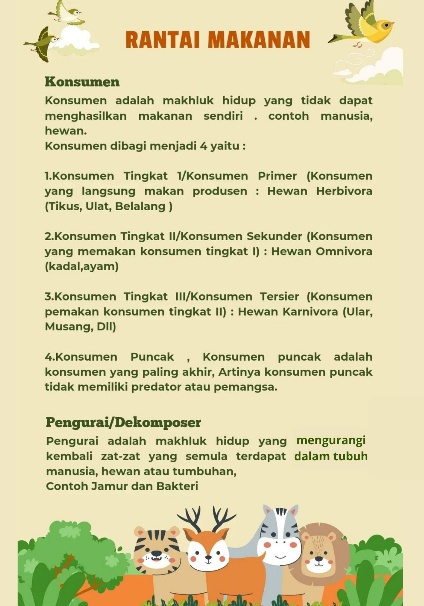 RANTAI MAKANAN
Konsumen
Konsumen adalah makhluk hidup yang tidak dapat
menghasilkan makanan sendiri . contoh manusia,
hewan.
Konsumen dibagi menjadi 4 yaitu :
1.Konsumen Tingkat 1/Konsumen Primer (Konsumen
yang langsung makan produsen : Hewan Herbivora
(Tikus, Ulat, Belalang )
2.Konsumen Tingkat II/Konsumen Sekunder (Konsumen
yang memakan konsumen tingkat I) : Hewan Omnivora
(kadal,ayam)
3.Konsumen Tingkat III/Konsumen Tersier (Konsumen
pemakan konsumen tingkat II) : Hewan Karnivora (Ular,
Musang, Dll)
4.Konsumen Puncak , Konsumen puncak adalah
konsumen yang paling akhir, Artinya konsumen puncak
tidak memiliki predator atau pemangsa.
Pengurai/Dekomposer
Pengurai adalah makhluk hidup yang mengurangi
kembali zat-zat yang semula terdapat dalam tubuh
manusia, hewan atau tumbuhan,
Contoh Jamur dan Bakteri